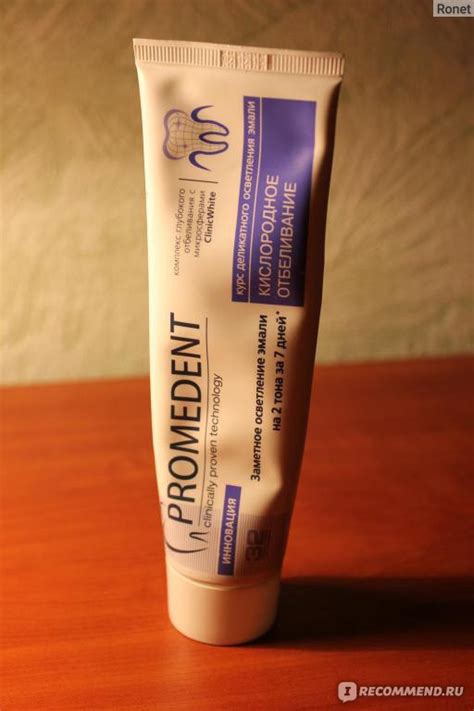 Ronet
комплекс глубокого
отбеливания с
микросферами
ClinicWhite
PROMEDENT
clinically proven technology
ИННОВАЦИЯ
курс деликатного осветления эмали
КИСЛОРОДНОЕ
ОТБЕЛИВАНИЕ
Заметное осветление эмали
на 2 тона за 7 дней*
32
I RECOMMEND.RU